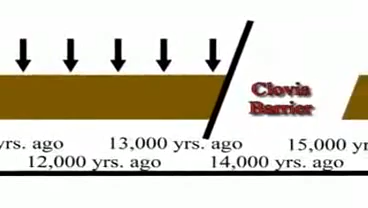 Clovis
Barrier
yrs. ago 13,000 yrs. ago 15,000 yr
12,000 yrs. ago 14,000 yrs. ago